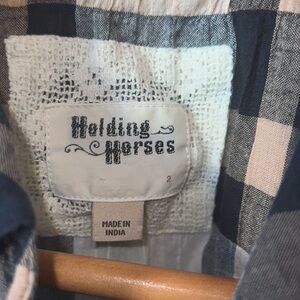 Holding
Horses
2
MADE IN
INDIA